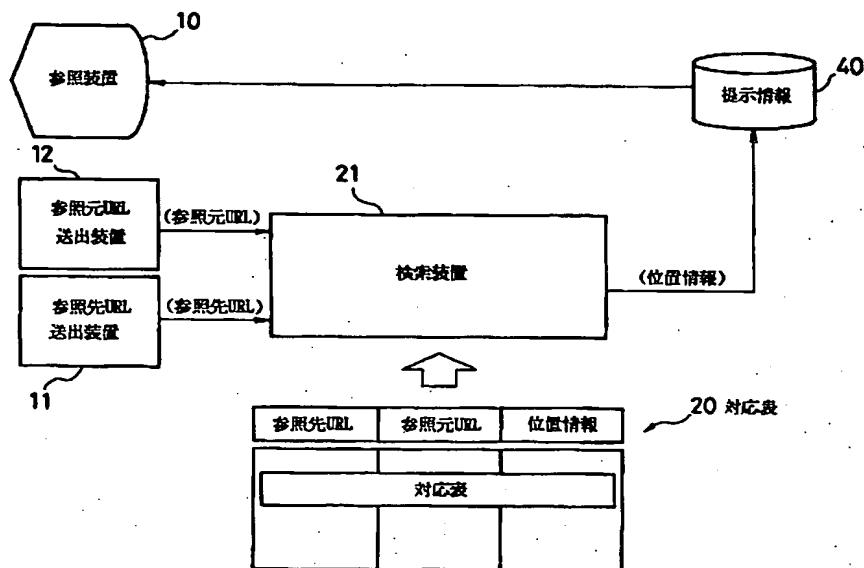 10
参照装置
40
提示情報
12
参照元URL
送出装置
(参照元URL)
21
検索装置
(位置情報)
参照先URL
送出装置
(参照先URL)
11
参照先URL 参照元URL 位置情報
20 対応表
対応表